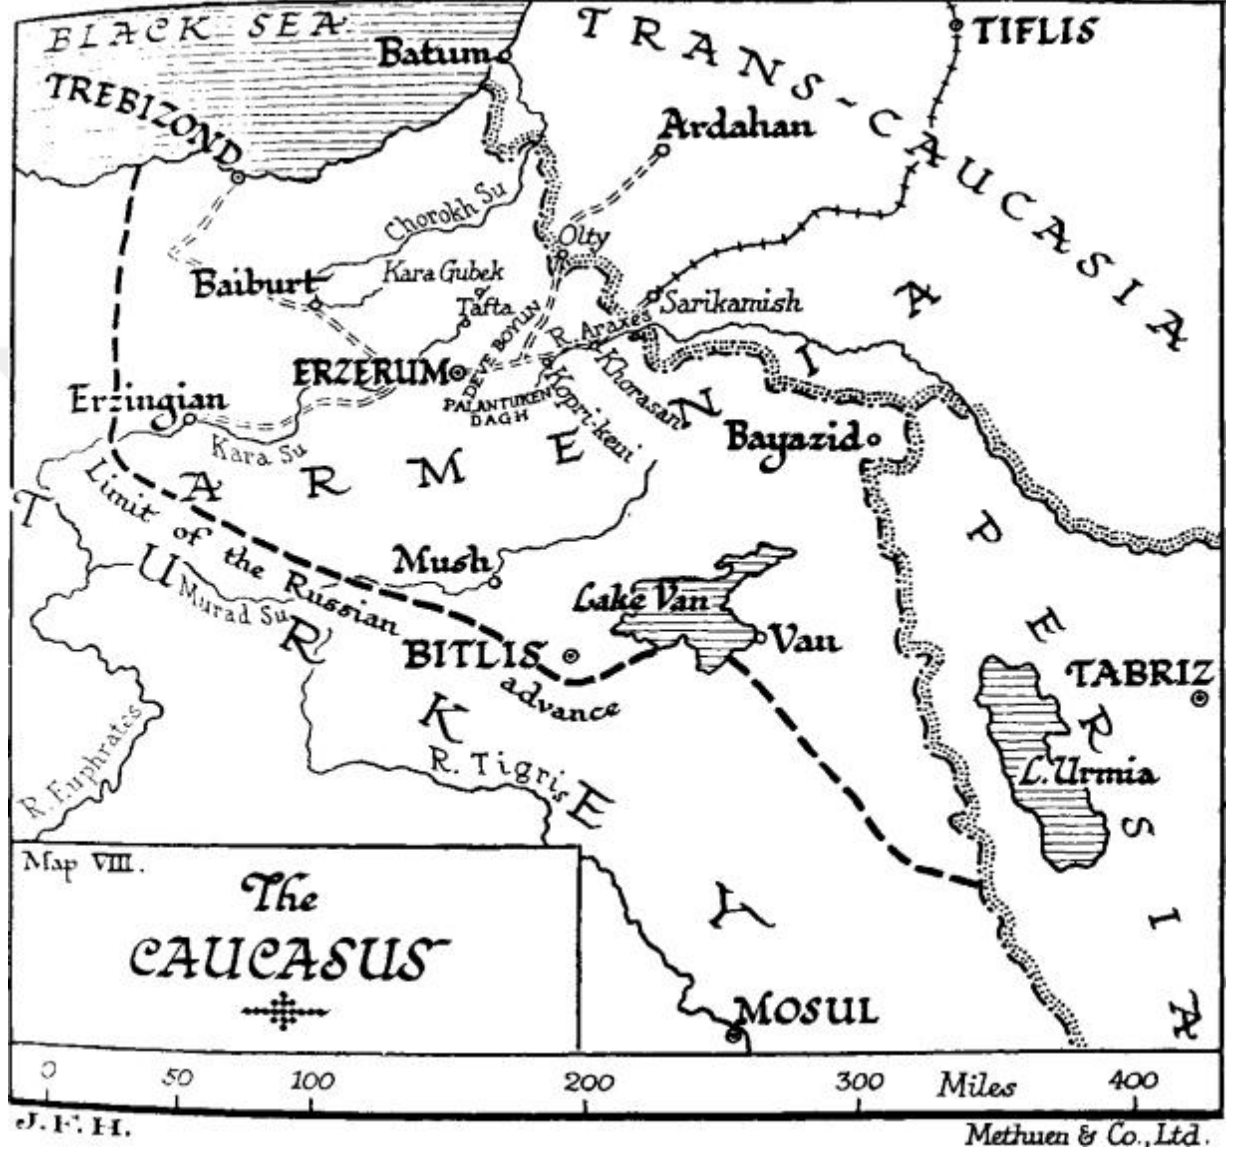 BLACK SEA
Batum
TIFLIS
TRANS-CAUCASIA
TREBIZOND
Ardahan
Chorokh Su
Olty
Baiburt
Kara Gubek
Tafta
Sarikamish
R. Araxes
DEVE BOYUN
ERZERUM
Khorasan
PALANTUKEN
DAGH
Kopri-keui
Erzingian
Kara Su
ARMENIA
Bayazid
Limit of the Russian advance
TURKEY
PERSIA
Mush
Murad Su
Lake Van
Van
BITLIS
TABRIZ
R. Euphrates
R. Tigris
L. Urmia
MOSUL
Map VIII.
The
CAUCASUS
0 50 100 200 300 Miles 400
J.F.H.
Methuen & Co., Ltd.